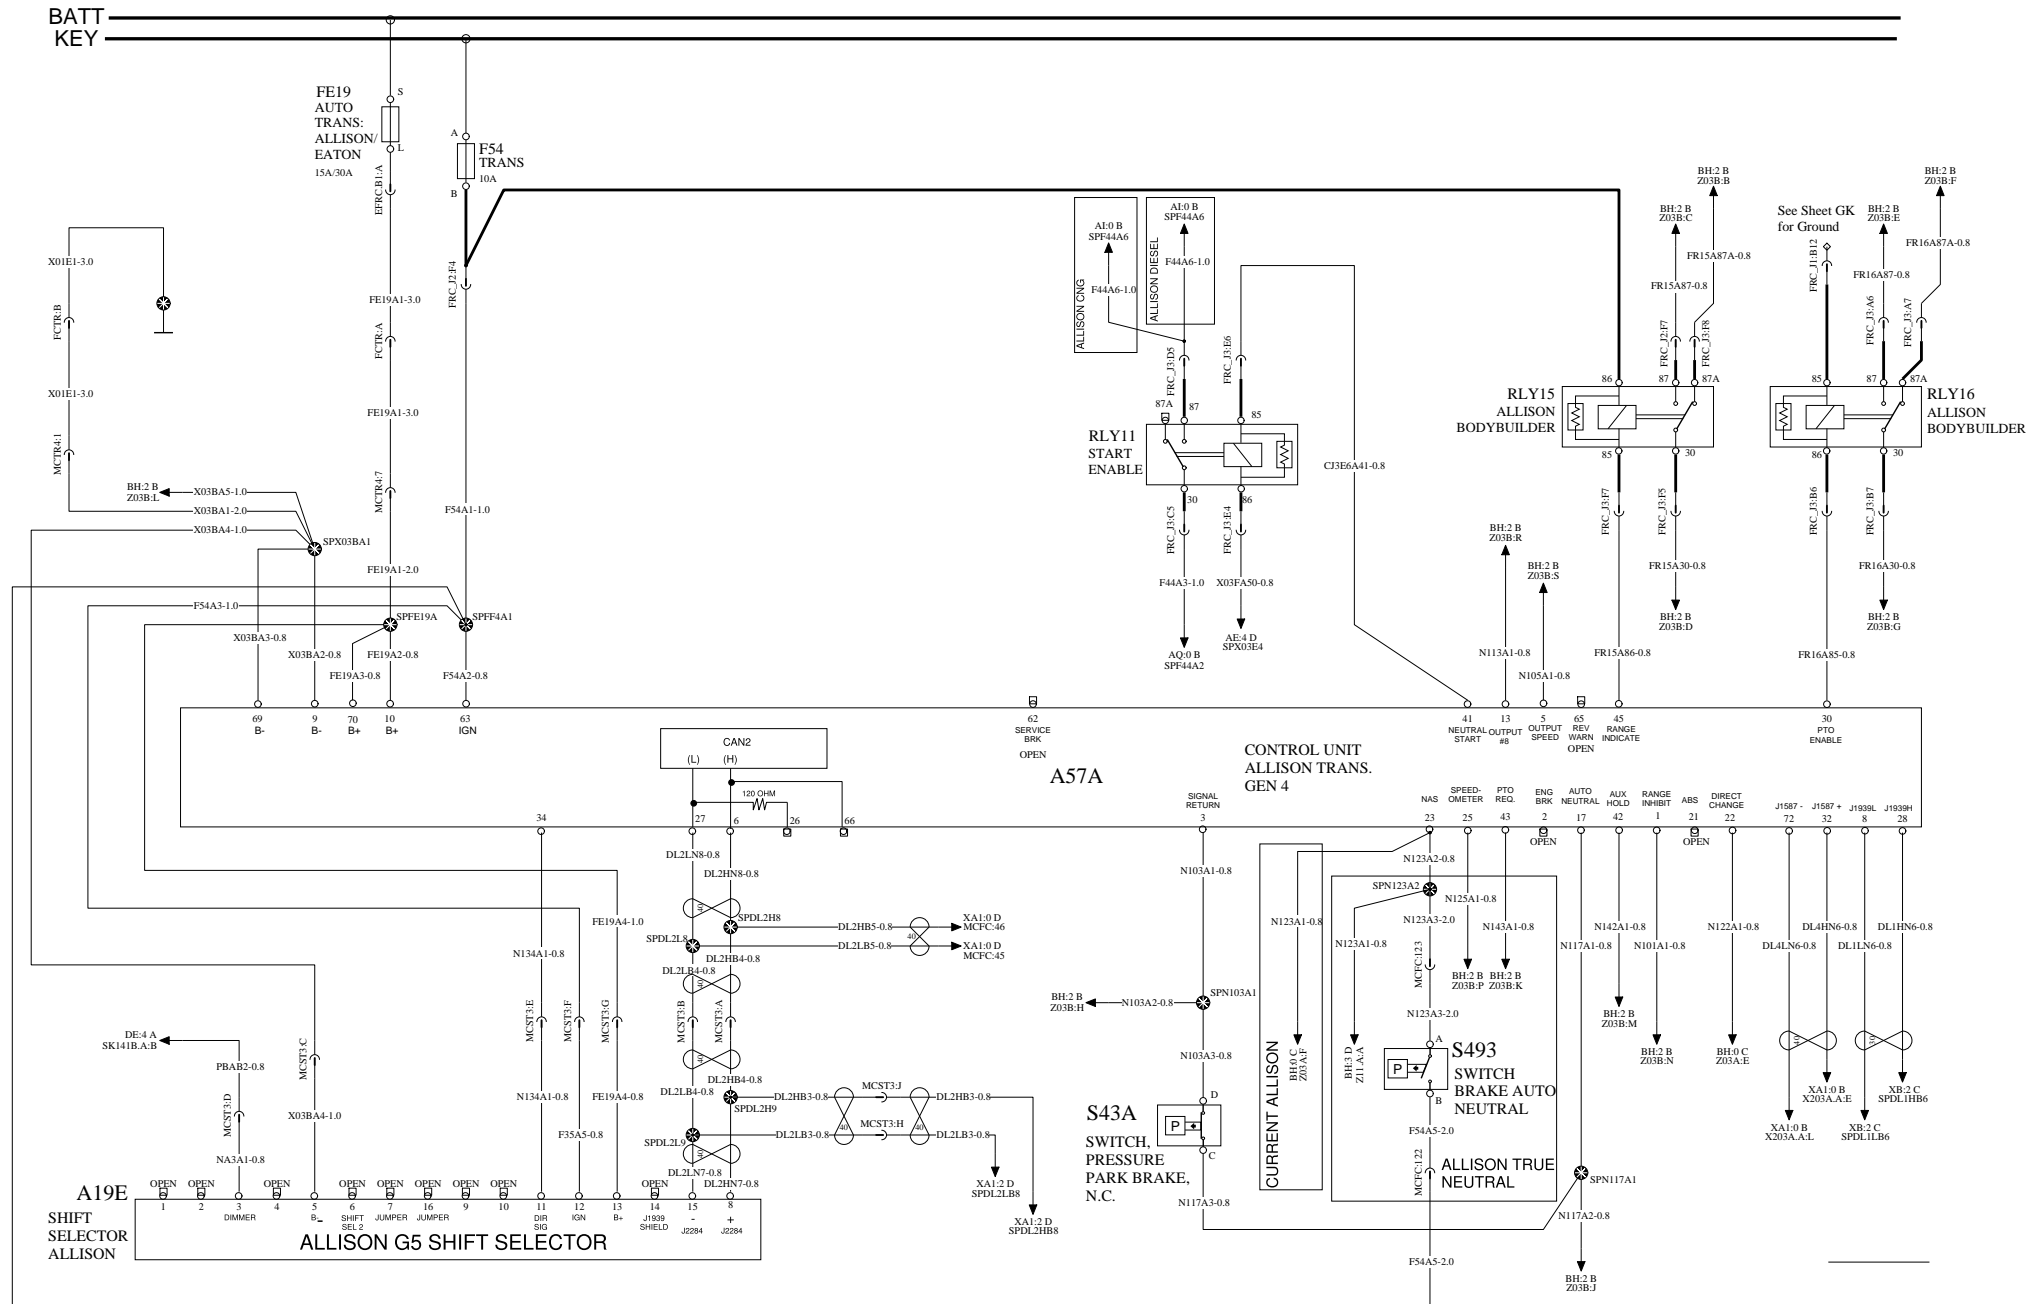 BATT
KEY
FE19
AUTO
TRANS:
ALLISON/
EATON
15A/30A
S
L
EFRC.B1:A
A
F54
TRANS
10A
B
FRC_J2:F4
X01E1-3.0
FCTR:B
X01E1-3.0
MCTR4:1
FE19A1-3.0
FCTR:A
FE19A1-3.0
MCTR4:7
FE19A1-2.0
F54A1-1.0
BH:2 B
Z03B:L
X03BA5-1.0
X03BA1-2.0
X03BA4-1.0
SPX03BA1
F54A3-1.0
SPFE19A
SPFF4A1
X03BA3-0.8
X03BA2-0.8
FE19A2-0.8
FE19A3-0.8
F54A2-0.8
ALLISON CNG
AI:0 B
SPF44A6
F44A6-1.0
ALLISON DIESEL
AI:0 B
SPF44A6
F44A6-1.0
FRC_J3:D5
FRC_J3:E6
87A
87
85
RLY11
START
ENABLE
30
86
FRC_J3:C5
FRC_J3:E4
F44A3-1.0
X03FA50-0.8
AQ:0 B
SPF44A2
AE:4 D
SPX03E4
CJ3E6A41-0.8
BH:2 B
Z03B:R
N113A1-0.8
BH:2 B
Z03B:S
N105A1-0.8
BH:2 B
Z03B:C
BH:2 B
Z03B:B
FR15A87A-0.8
FR15A87-0.8
FRC_J2:F7
FRC_J3:F8
86
87
87A
RLY15
ALLISON
BODYBUILDER
85
30
FRC_J3:F7
FRC_J3:F5
FR15A30-0.8
BH:2 B
Z03B:D
FR15A86-0.8
See Sheet GK
for Ground
FRC_J1:B12
BH:2 B
Z03B:E
BH:2 B
Z03B:F
FR16A87A-0.8
FR16A87-0.8
FRC_J3:A6
FRC_J3:A7
85
87
87A
RLY16
ALLISON
BODYBUILDER
86
30
FRC_J3:B6
FRC_J3:B7
FR16A30-0.8
BH:2 B
Z03B:G
FR16A85-0.8
69
B-
9
B-
70
B+
10
B+
63
IGN
62
SERVICE
BRK
OPEN
41
NEUTRAL
START
13
OUTPUT
#8
5
OUTPUT
SPEED
65
REV
WARN
OPEN
45
RANGE
INDICATE
30
PTO
ENABLE
CAN2
(L)
(H)
120 OHM
A57A
CONTROL UNIT
ALLISON TRANS.
GEN 4
34
27
6
26
66
SIGNAL
RETURN
3
NAS
23
SPEED-
OMETER
25
PTO
REQ.
43
ENG
BRK
2
OPEN
AUTO
NEUTRAL
17
AUX
HOLD
42
RANGE
INHIBIT
1
ABS
21
OPEN
DIRECT
CHANGE
22
J1587 -
72
J1587 +
32
J1939L
8
J1939H
28
DL2LN8-0.8
DL2HN8-0.8
40
SPDL2H8
SPDL2L8
DL2HB5-0.8
DL2LB5-0.8
40
XA1:0 D
MCFC:46
XA1:0 D
MCFC:45
DL2HB4-0.8
DL2LB4-0.8
40
MCST3:B
MCST3:A
40
DL2HB4-0.8
DL2LB4-0.8
SPDL2H9
SPDL2L9
DL2HB3-0.8
DL2LB3-0.8
40
MCST3:J
MCST3:H
40
DL2HB3-0.8
DL2LB3-0.8
XA1:2 D
SPDL2LB8
XA1:2 D
SPDL2HB8
40
DL2LN7-0.8
DL2HN7-0.8
FE19A4-1.0
N134A1-0.8
MCST3:E
MCST3:F
MCST3:G
N134A1-0.8
FE19A4-0.8
F35A5-0.8
DE:4 A
SK141B.A:B
PBAB2-0.8
MCST3:D
NA3A1-0.8
MCST3:C
X03BA4-1.0
N103A1-0.8
SPN103A1
BH:2 B
Z03B:H
N103A2-0.8
N103A3-0.8
D
S43A
SWITCH,
PRESSURE
PARK BRAKE,
N.C.
P
C
N117A3-0.8
CURRENT ALLISON
N123A1-0.8
BH:0 C
Z03A:F
N123A2-0.8
SPN123A2
N123A3-2.0
N123A1-0.8
MCFC:123
N123A3-2.0
BH:3 D
Z11.A:A
A
S493
SWITCH
BRAKE AUTO
NEUTRAL
P
B
F54A5-2.0
MCFC:122
ALLISON TRUE
NEUTRAL
F54A5-2.0
N125A1-0.8
BH:2 B
Z03B:P
N143A1-0.8
BH:2 B
Z03B:K
N117A1-0.8
SPN117A1
N117A2-0.8
BH:2 B
Z03B:J
N142A1-0.8
BH:2 B
Z03B:M
N101A1-0.8
BH:2 B
Z03B:N
N122A1-0.8
BH:0 C
Z03A:E
DL4HN6-0.8
DL4LN6-0.8
40
XA1:0 B
X203A.A:E
XA1:0 B
X203A.A:L
DL1HN6-0.8
DL1LN6-0.8
30
XB:2 C
SPDL1HB6
XB:2 C
SPDL1LB6
A19E
SHIFT
SELECTOR
ALLISON
OPEN
1
OPEN
2
3
DIMMER
OPEN
4
5
B-
OPEN
6
SHIFT
SEL 2
OPEN
7
JUMPER
OPEN
16
JUMPER
OPEN
9
OPEN
10
11
DIR
SIG
12
IGN
13
B+
OPEN
14
J1939
SHIELD
15
-
J2284
8
+
J2284
ALLISON G5 SHIFT SELECTOR